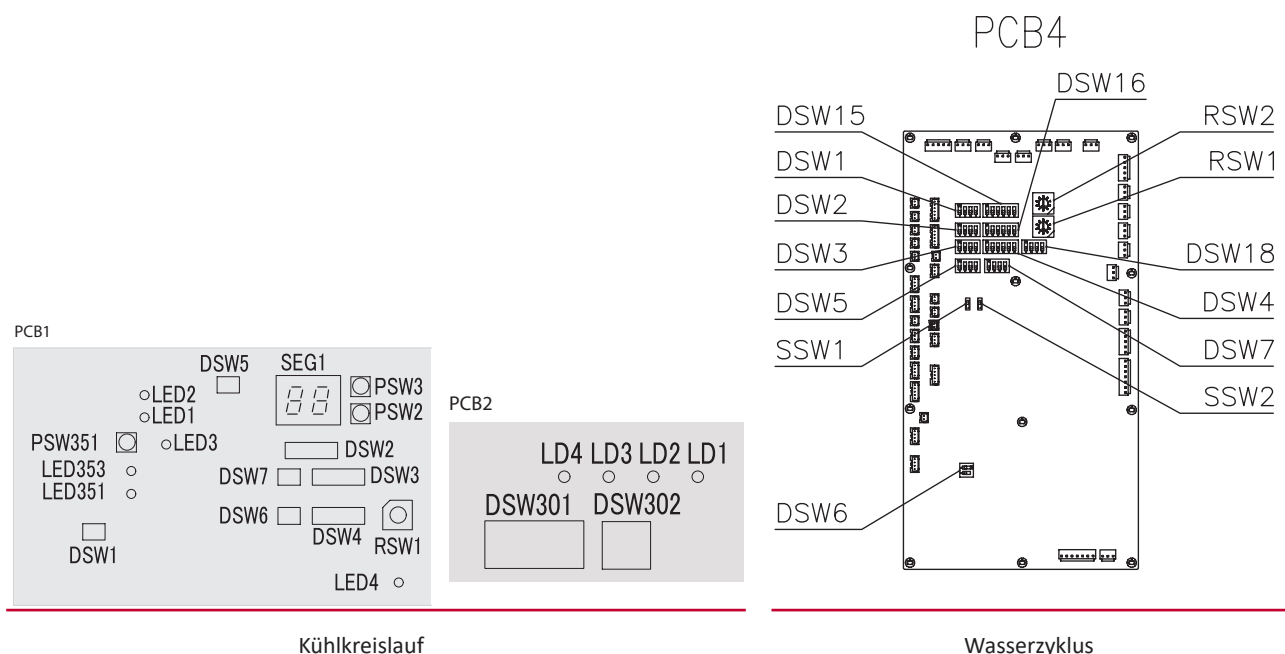 PCB1
DSW5
SEG1
LED2
LED1
PSW3
PSW2
PSW351
LED3
DSW2
LED353
LED351
DSW7
DSW3
DSW6
DSW4
RSW1
DSW1
LED4
PCB2
LD4 LD3 LD2 LD1
DSW301 DSW302
Kühlkreislauf
PCB4
DSW16
DSW15
RSW2
DSW1
RSW1
DSW2
DSW3
DSW18
DSW5
DSW4
SSW1
DSW7
SSW2
DSW6
Wasserzyklus